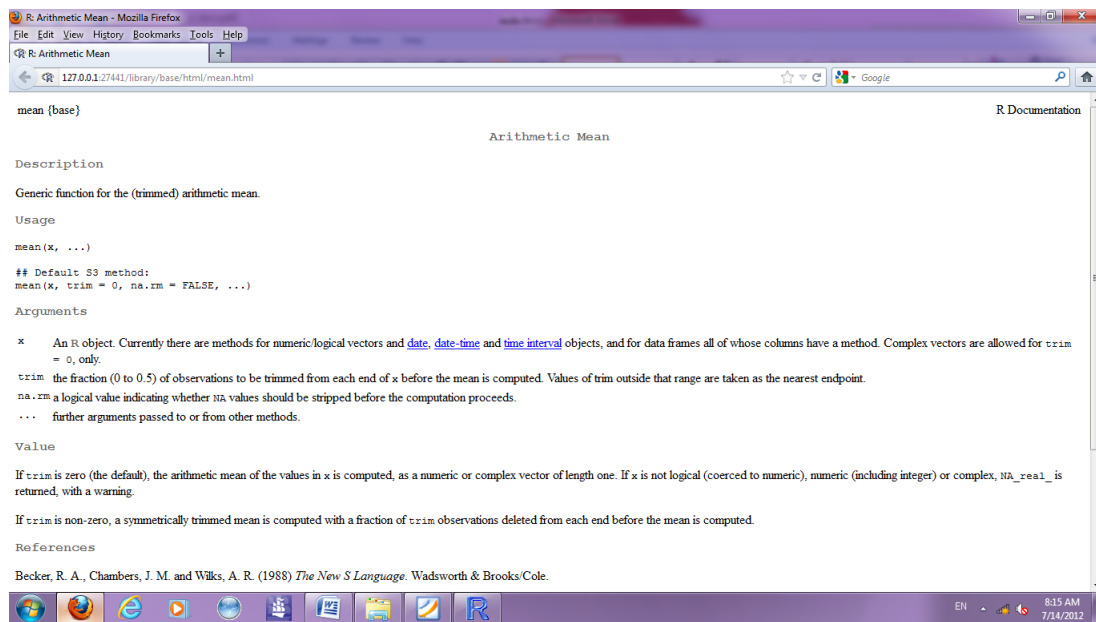 R: Arithmetic Mean - Mozilla Firefox
File Edit View History Bookmarks Tools Help
R: Arithmetic Mean
127.0.0.1:27441/library/base/html/mean.html
Google
mean {base}
R Documentation
Arithmetic Mean
Description
Generic function for the (trimmed) arithmetic mean.
Usage
mean(x, ...)
## Default S3 method:
mean(x, trim = 0, na.rm = FALSE, ...)
Arguments
x An R object. Currently there are methods for numeric/logical vectors and date, date-time and time interval objects, and for data frames all of whose columns have a method. Complex vectors are allowed for trim
= 0, only.
trim the fraction (0 to 0.5) of observations to be trimmed from each end of x before the mean is computed. Values of trim outside that range are taken as the nearest endpoint.
na.rm a logical value indicating whether NA values should be stripped before the computation proceeds.
... further arguments passed to or from other methods.
Value
If trim is zero (the default), the arithmetic mean of the values in x is computed, as a numeric or complex vector of length one. If x is not logical (coerced to numeric), numeric (including integer) or complex, NA_real_ is
returned, with a warning.
If trim is non-zero, a symmetrically trimmed mean is computed with a fraction of trim observations deleted from each end before the mean is computed.
References
Becker, R. A., Chambers, J. M. and Wilks, A. R. (1988) The New S Language. Wadsworth & Brooks/Cole.
EN
8:15 AM
7/14/2012